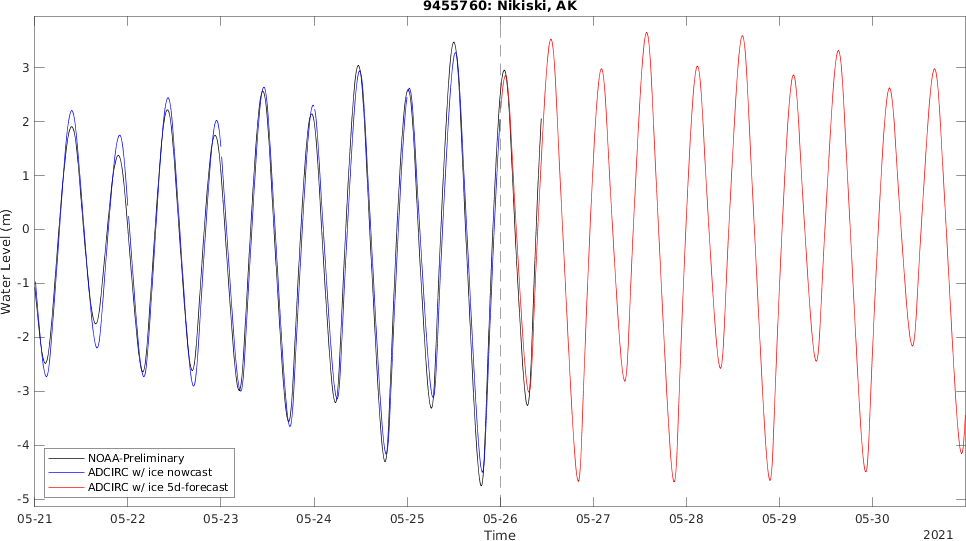 9455760: Nikiski, AK
Water Level (m)
3
2
1
0
-1
-2
-3
-4
-5
NOAA-Preliminary
ADCIRC w/ ice nowcast
ADCIRC w/ ice 5d-forecast
05-21 05-22 05-23 05-24 05-25 05-26 05-27 05-28 05-29 05-30
Time
2021